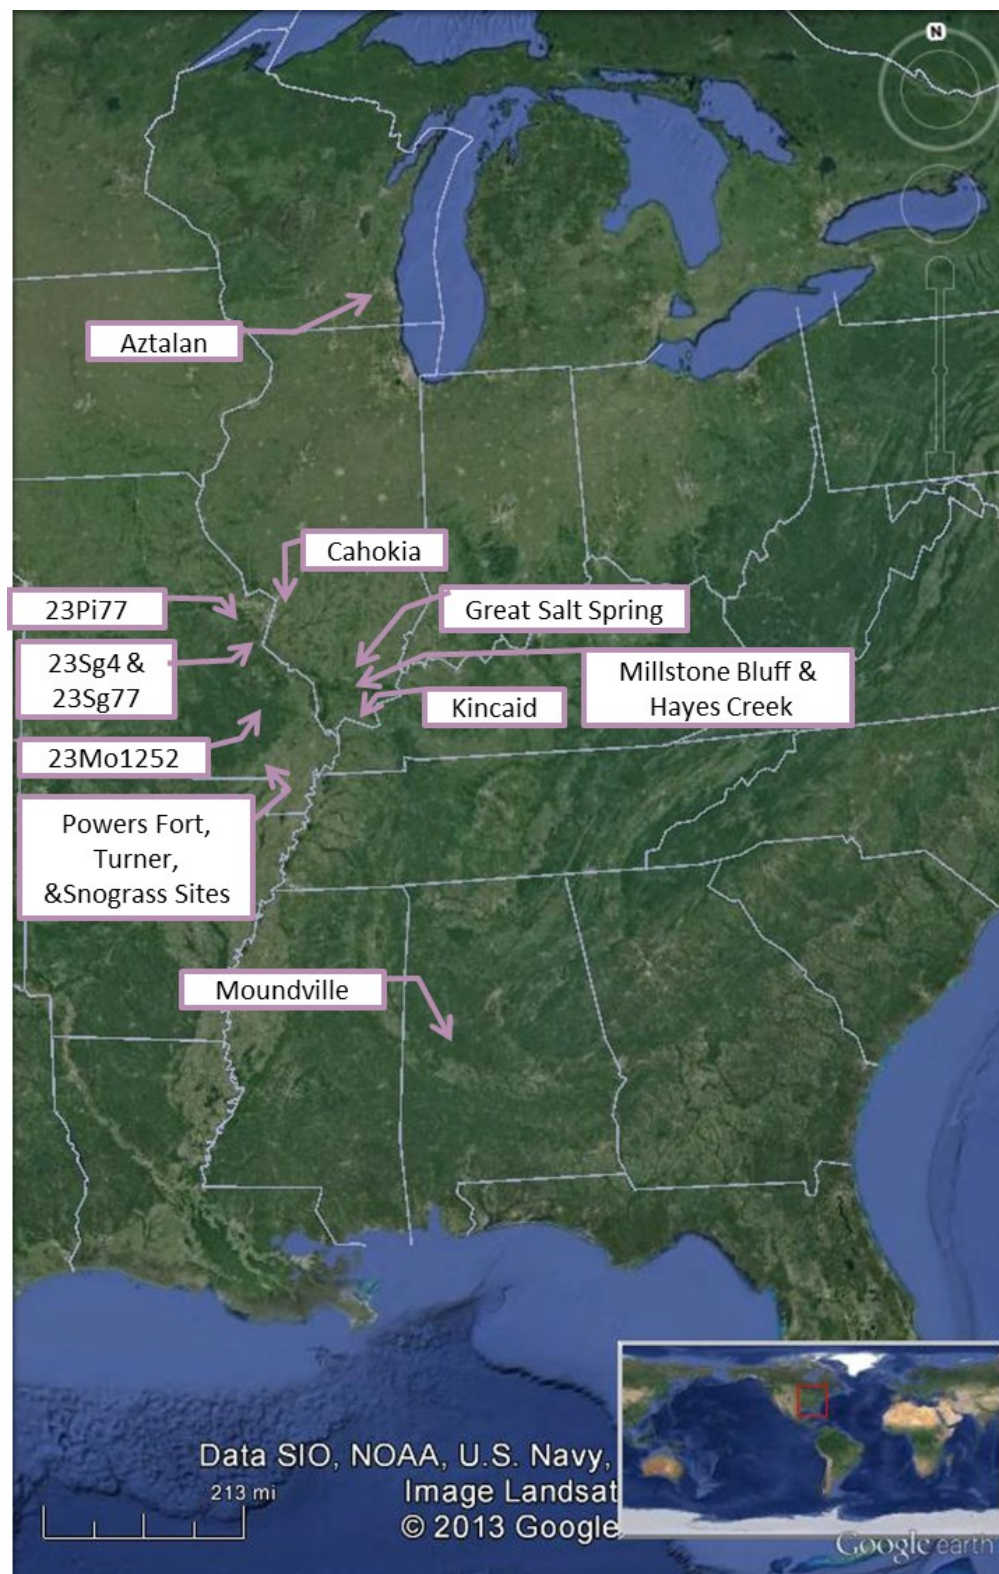 N
Aztalan
Cahokia
23Pi77
Great Salt Spring
23Sg4 &
23Sg77
Millstone Bluff &
Hayes Creek
Kincaid
23Mo1252
Powers Fort,
Turner,
&Snograss Sites
Moundville
Data SIO, NOAA, U.S. Navy,
213 mi
Image Landsat
© 2013 Google
Google earth